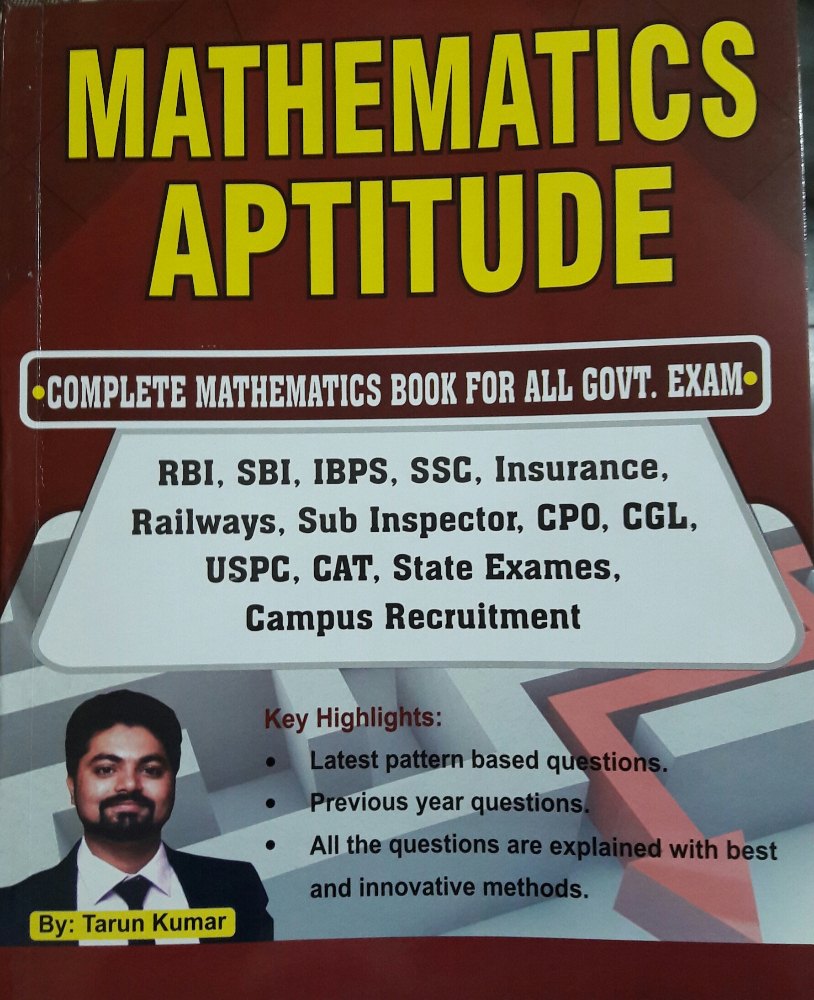 MATHEMATICS
APTITUDE
•COMPLETE MATHEMATICS BOOK FOR ALL GOVT. EXAM•
RBI, SBI, IBPS, SSC, Insurance,
Railways, Sub Inspector, CPO, CGL,
USPC, CAT, State Exames,
Campus Recruitment
Key Highlights:
• Latest pattern based questions.
• Previous year questions.
• All the questions are explained with best
and innovative methods.
By: Tarun Kumar